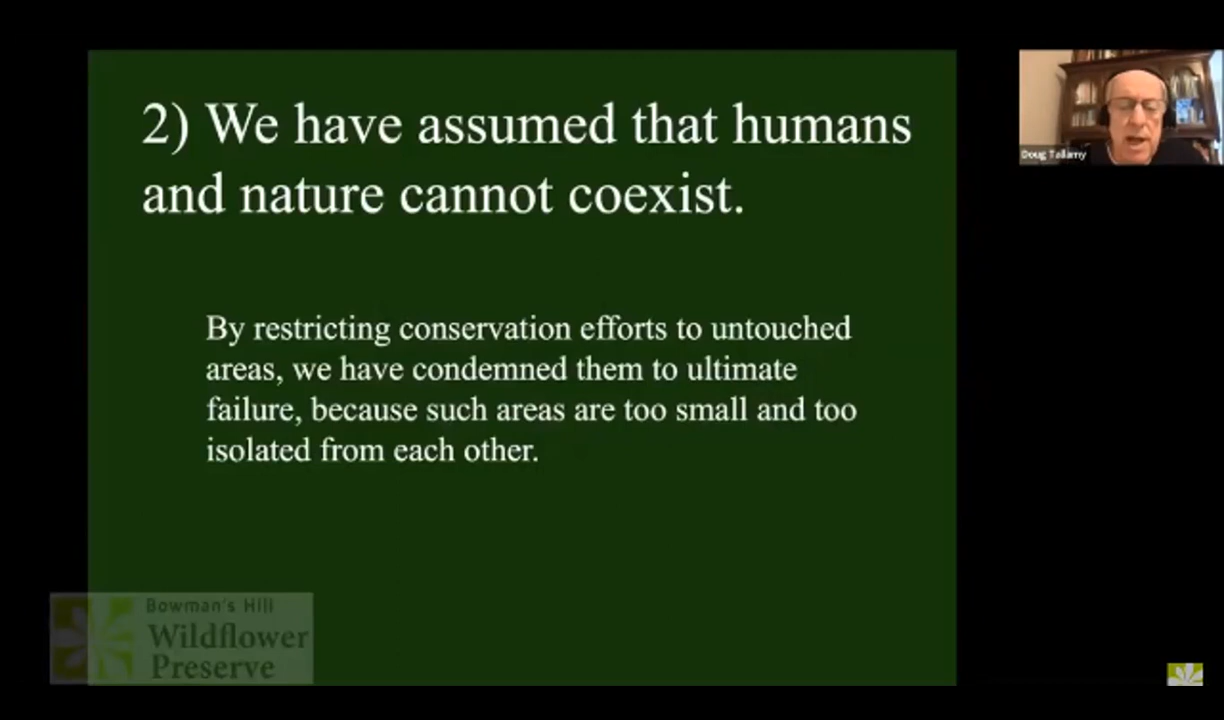 2) We have assumed that humans
and nature cannot coexist.
By restricting conservation efforts to untouched
areas, we have condemned them to ultimate
failure, because such areas are too small and too
isolated from each other.
Doug Tallamy
Bowman's Hill
Wildflower
Preserve